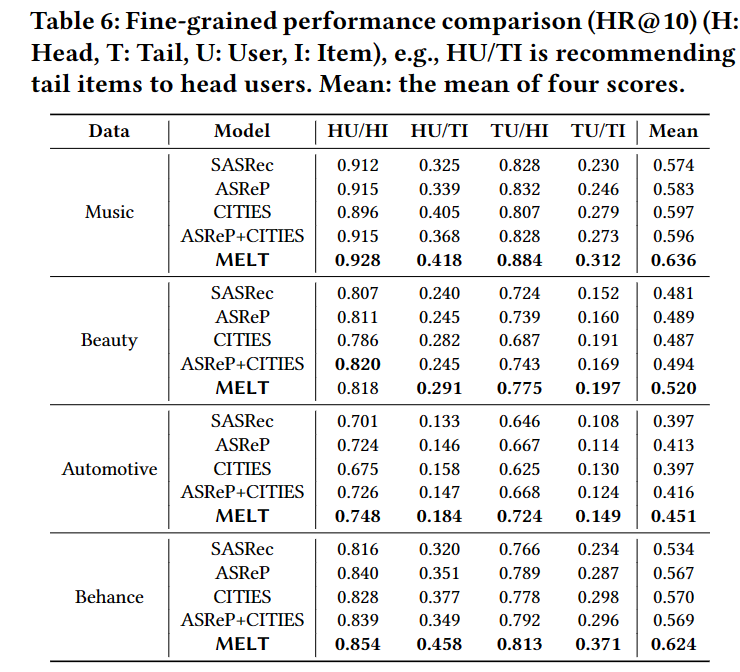 Table 6: Fine-grained performance comparison (HR@10) (H:
Head, T: Tail, U: User, I: Item), e.g., HU/TI is recommending
tail items to head users. Mean: the mean of four scores.
Data Model HU/HI HU/TI TU/HI TU/TI Mean
SASRec 0.912 0.325 0.828 0.230 0.574
ASReP 0.915 0.339 0.832 0.246 0.583
Music CITIES 0.896 0.405 0.807 0.279 0.597
ASReP+CITIES 0.915 0.368 0.828 0.273 0.596
MELT 0.928 0.418 0.884 0.312 0.636
SASRec 0.807 0.240 0.724 0.152 0.481
ASReP 0.811 0.245 0.739 0.160 0.489
Beauty CITIES 0.786 0.282 0.687 0.191 0.487
ASReP+CITIES 0.820 0.245 0.743 0.169 0.494
MELT 0.818 0.291 0.775 0.197 0.520
SASRec 0.701 0.133 0.646 0.108 0.397
ASReP 0.724 0.146 0.667 0.114 0.413
Automotive CITIES 0.675 0.158 0.625 0.130 0.397
ASReP+CITIES 0.726 0.147 0.668 0.124 0.416
MELT 0.748 0.184 0.724 0.149 0.451
SASRec 0.816 0.320 0.766 0.234 0.534
ASReP 0.840 0.351 0.789 0.287 0.567
Behance CITIES 0.828 0.377 0.778 0.298 0.570
ASReP+CITIES 0.839 0.349 0.792 0.296 0.569
MELT 0.854 0.458 0.813 0.371 0.624